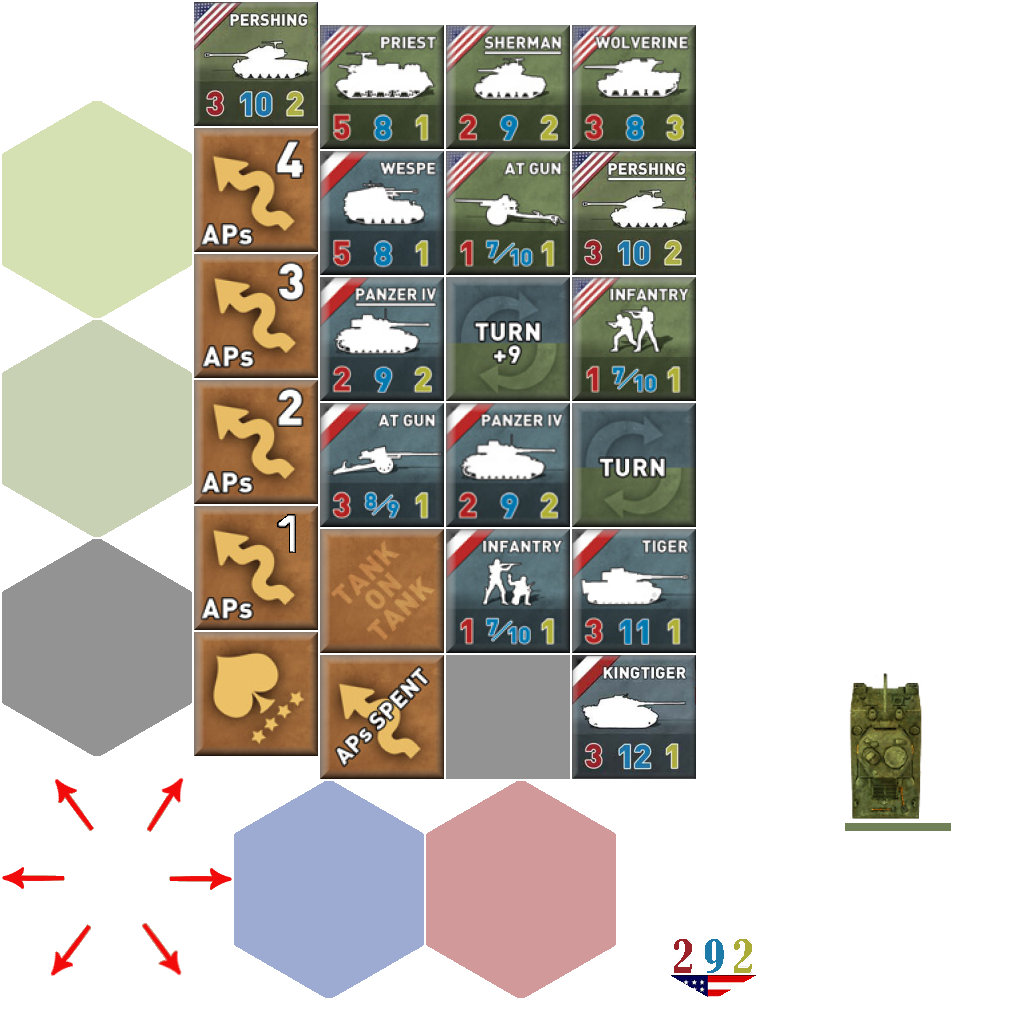 PERSHING
3 10 2
PRIEST
5 8 1
SHERMAN
2 9 2
WOLVERINE
3 8 3
4
APs
WESPE
5 8 1
AT GUN
1 7/10 1
PERSHING
3 10 2
3
APs
PANZER IV
2 9 2
TURN
+9
INFANTRY
1 7/10 1
2
APs
AT GUN
3 8/9 1
PANZER IV
2 9 2
TURN
1
APs
TANK
ON
TANK
INFANTRY
1 7/10 1
TIGER
3 11 1
APs SPENT
KINGTIGER
3 12 1
2 9 2